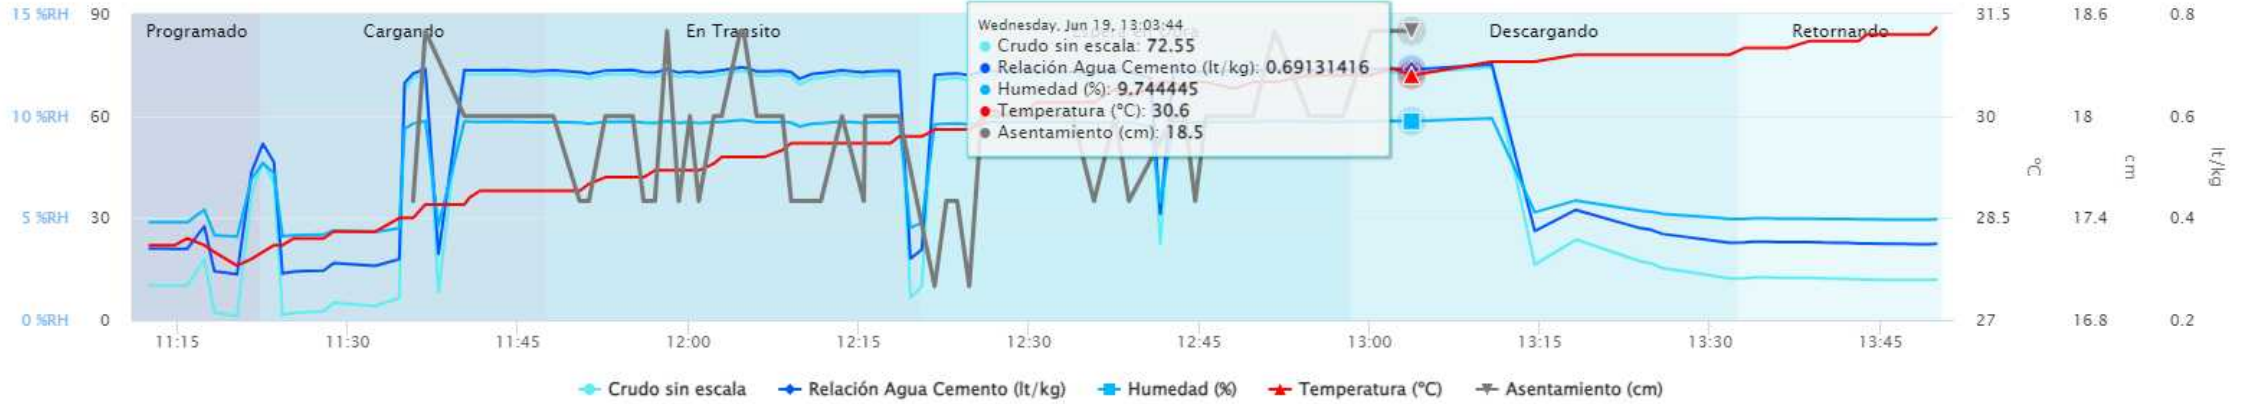 15 %RH 90 31.5 18.6 0.8
Programado Cargando En Transito Descargando Retornando
Wednesday, Jun 19, 13:03:44
Crudo sin escala: 72.55
Relación Agua Cemento (lt/kg): 0.69131416
Humedad (%): 9.744445
Temperatura (ºC): 30.6
Asentamiento (cm): 18.5
10 %RH 60 30 18 0.6
ºC cm lt/kg
5 %RH 30 28.5 17.4 0.4
0 %RH 0 27 16.8 0.2
11:15 11:30 11:45 12:00 12:15 12:30 12:45 13:00 13:15 13:30 13:45
Crudo sin escala Relación Agua Cemento (lt/kg) Humedad (%) Temperatura (ºC) Asentamiento (cm)